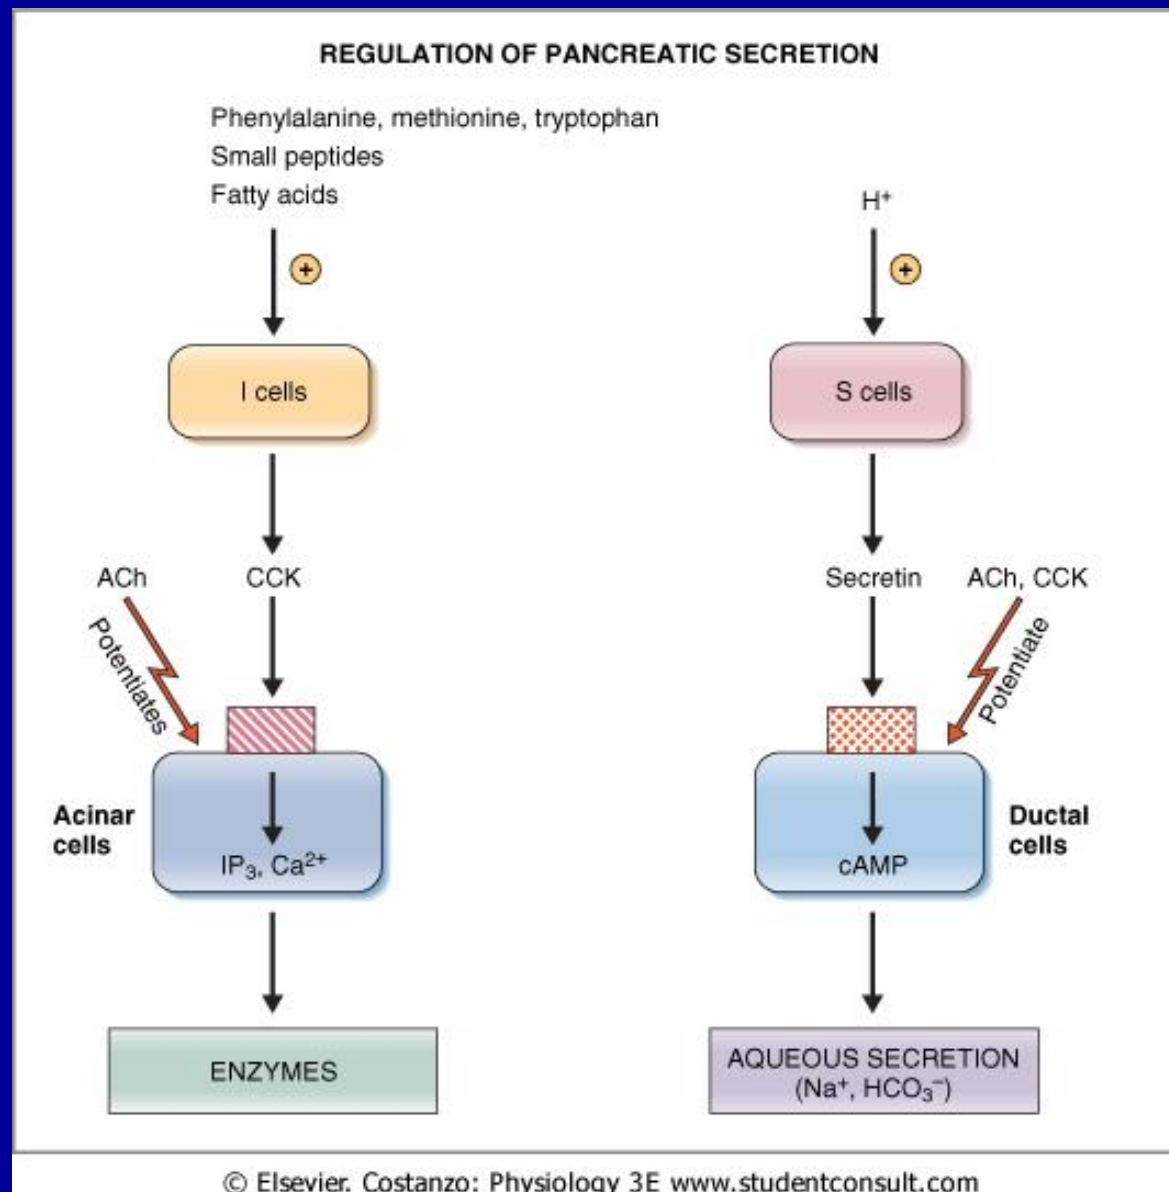 REGULATION OF PANCREATIC SECRETION
Phenylalanine, methionine, tryptophan
Small peptides
Fatty acids
H⁺
+
+
I cells
S cells
ACh
CCK
Secretin
ACh, CCK
Potentiates
Potentiate
Acinar
cells
IP₃, Ca²⁺
cAMP
Ductal
cells
ENZYMES
AQUEOUS SECRETION
(Na⁺, HCO₃⁻)
© Elsevier. Costanzo: Physiology 3E www.studentconsult.com